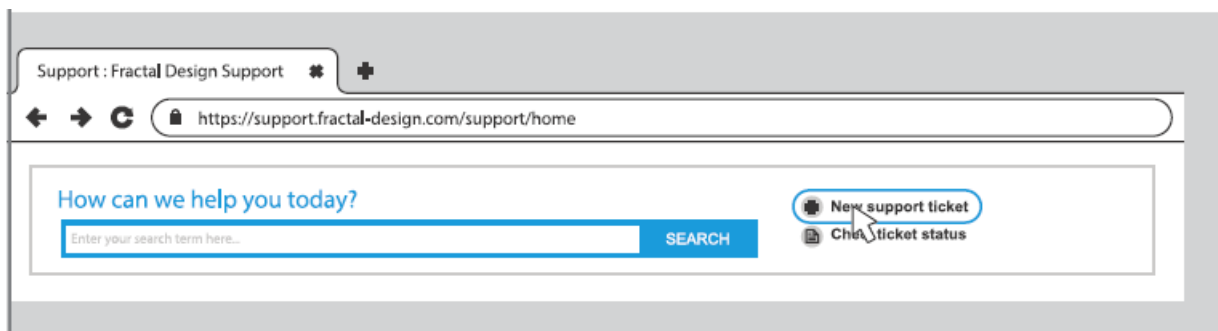 Support : Fractal Design Support
https://support.fractal-design.com/support/home
How can we help you today?
New support ticket
Enter your search term here...
SEARCH
Check ticket status